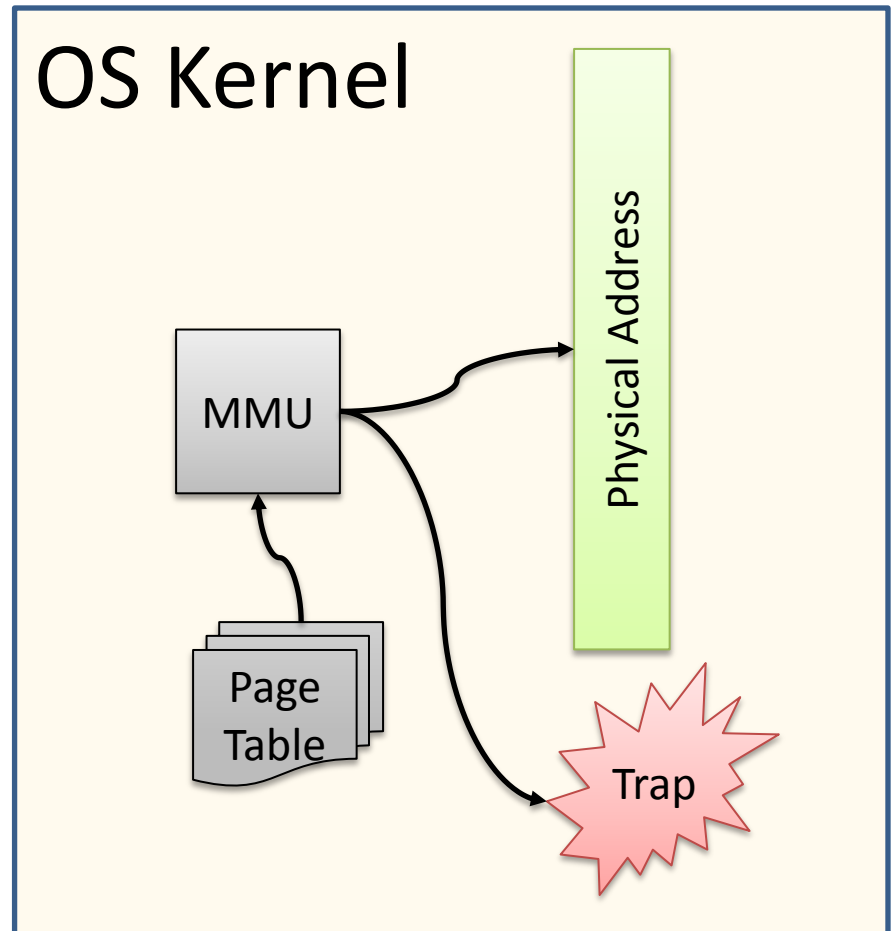 OS Kernel
Physical Address
MMU
Page
Table
Trap